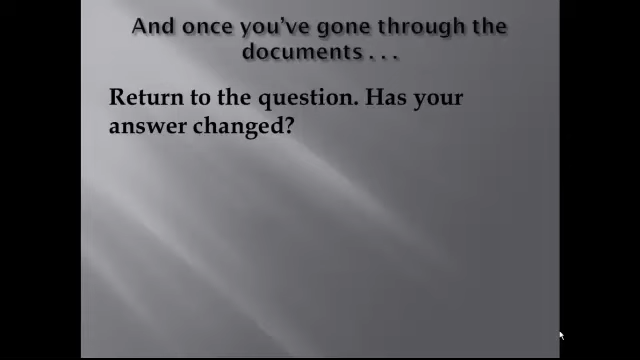 And once you've gone through the
documents . . .
Return to the question. Has your
answer changed?